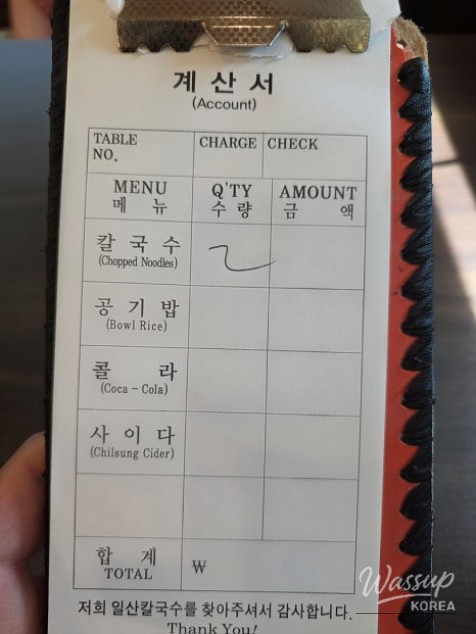 계산서
(Account)
TABLE NO. CHARGE CHECK
MENU Q'TY AMOUNT
메 뉴 수 량 금 액
칼국수 2
(Chopped Noodles)
공기밥
(Bowl Rice)
콜 라
(Coca - Cola)
사이다
(Chilsung Cider)
합 계 ₩
TOTAL
저희 일산칼국수를 찾아주셔서 감사합니다.
Thank You!
Wassup
KOREA